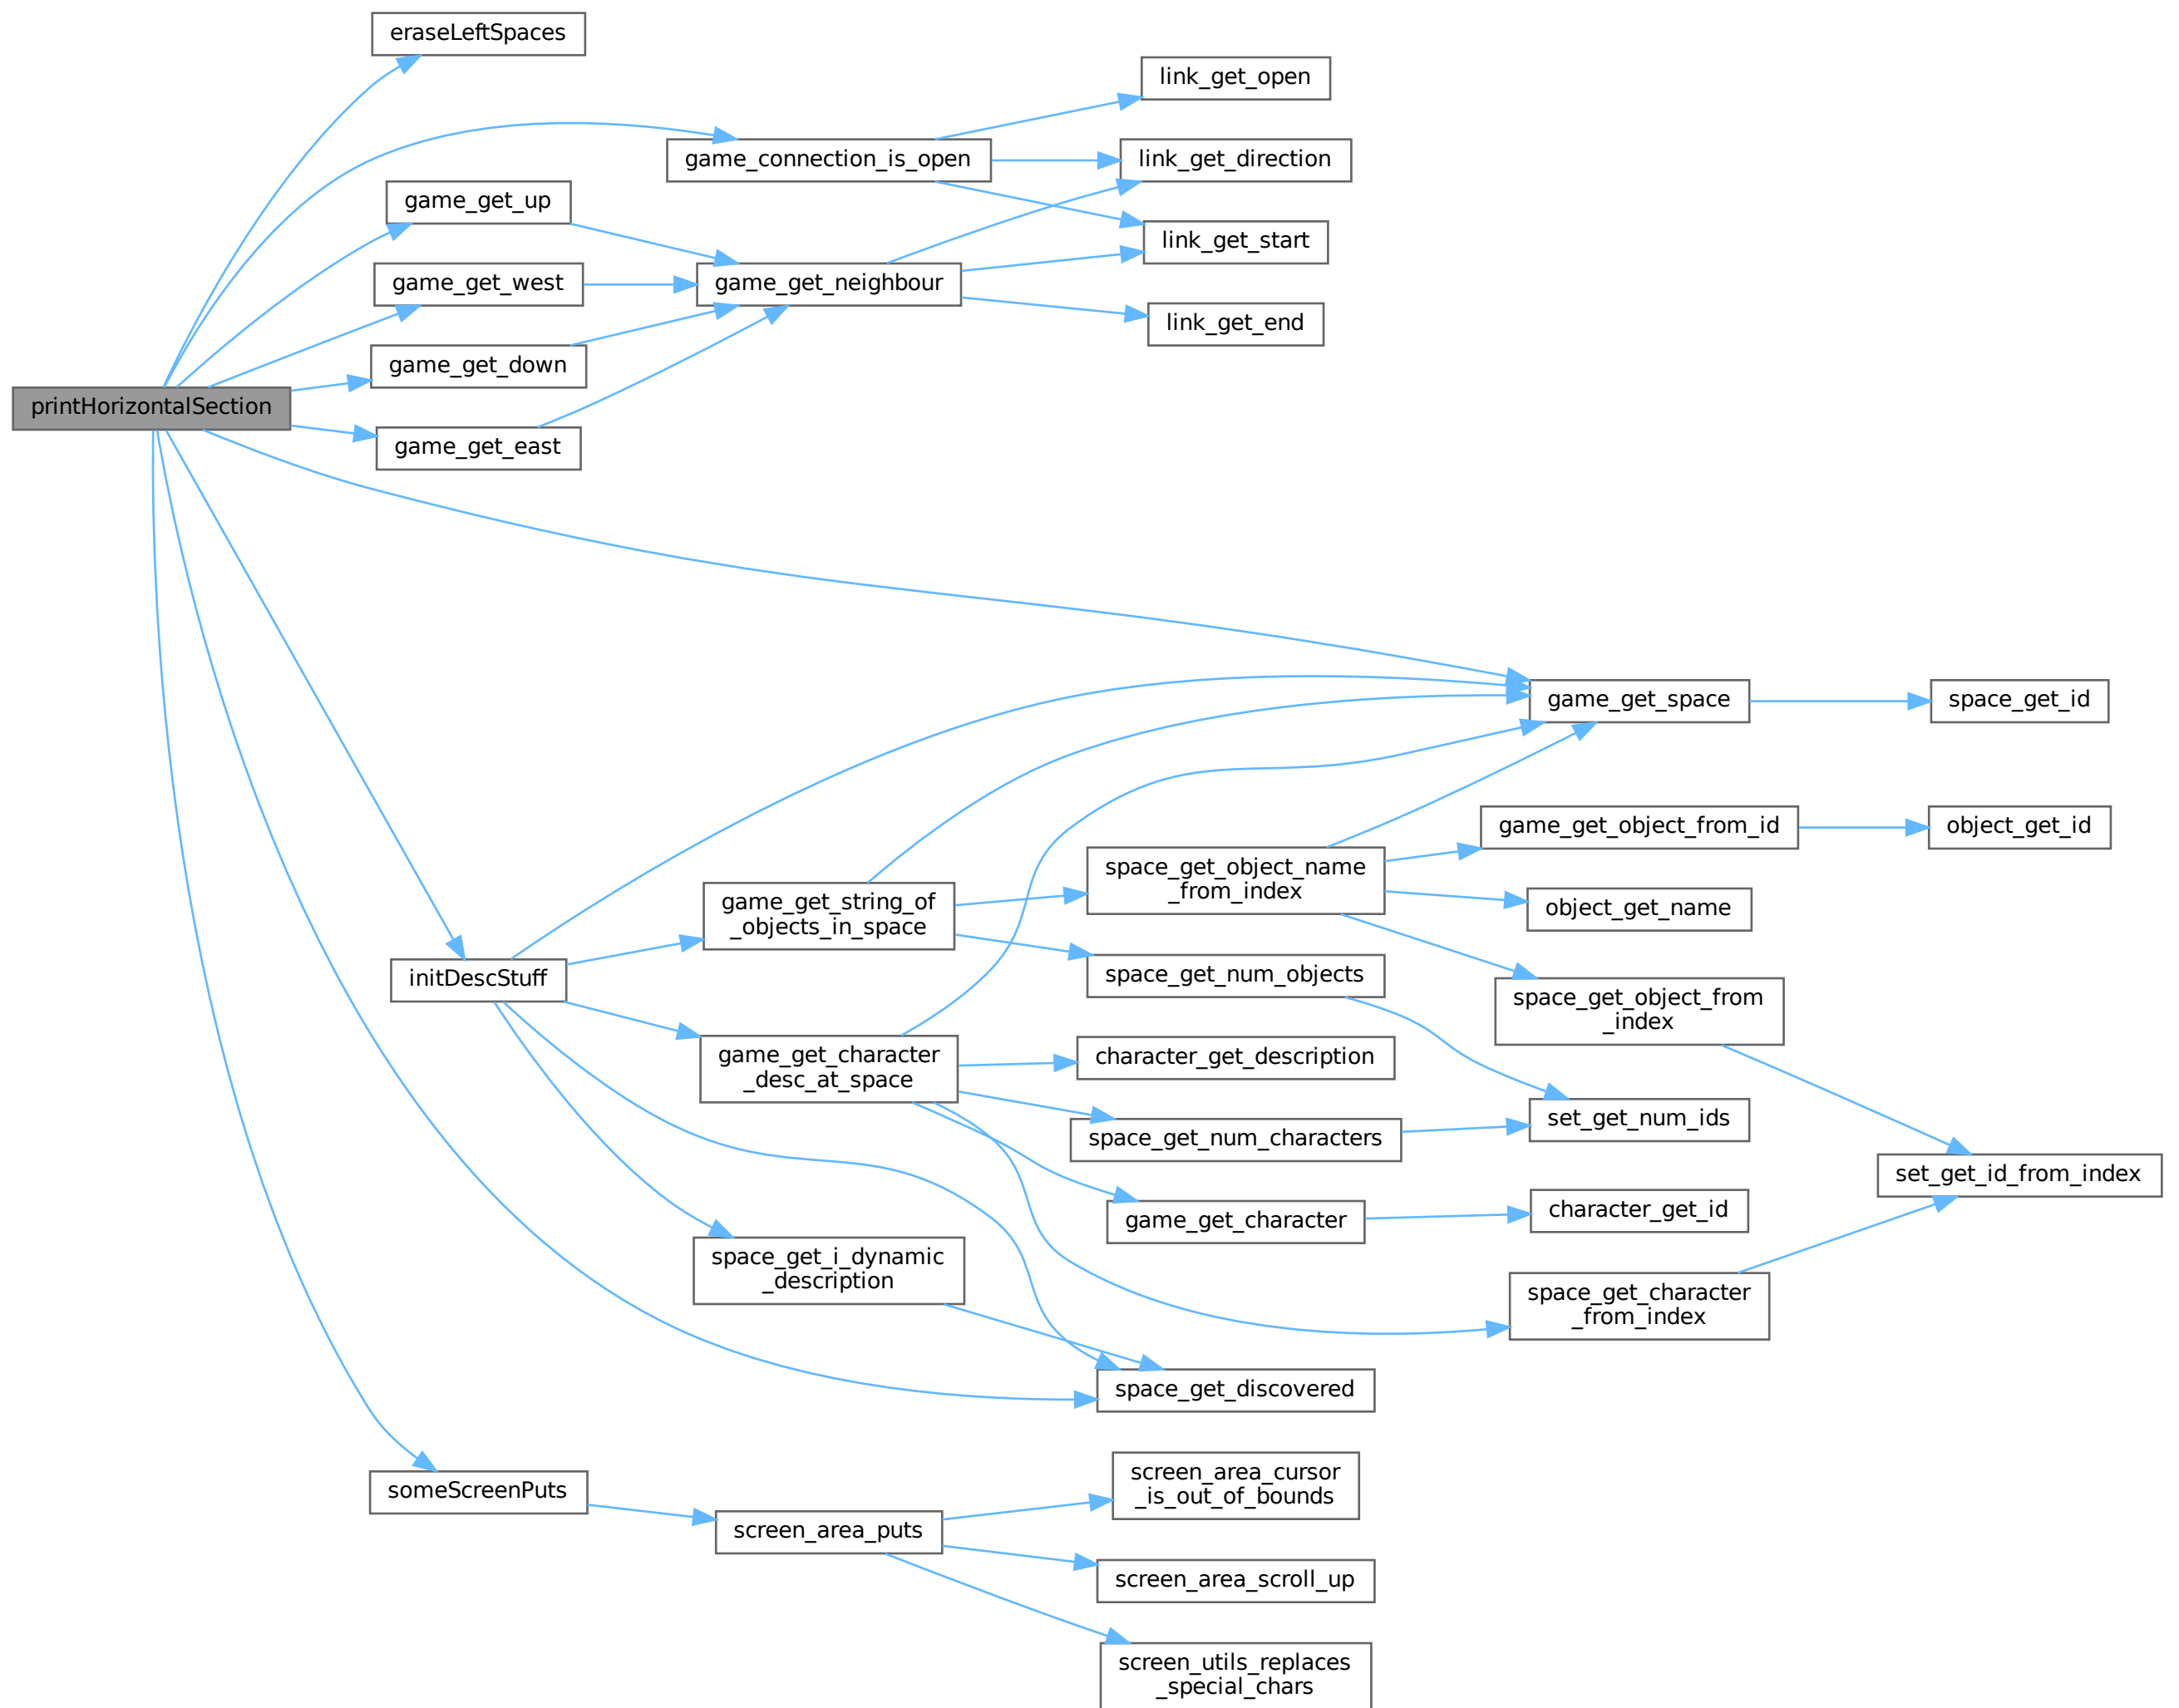 eraseLeftSpaces
link_get_open
game_connection_is_open
link_get_direction
game_get_up
link_get_start
game_get_west
game_get_neighbour
link_get_end
game_get_down
printHorizontalSection
game_get_east
game_get_space
space_get_id
game_get_object_from_id
object_get_id
space_get_object_name
_from_index
game_get_string_of
_objects_in_space
object_get_name
initDescStuff
space_get_num_objects
space_get_object_from
_index
game_get_character
_desc_at_space
character_get_description
set_get_num_ids
space_get_num_characters
set_get_id_from_index
game_get_character
character_get_id
space_get_i_dynamic
_description
space_get_character
_from_index
space_get_discovered
someScreenPuts
screen_area_cursor
_is_out_of_bounds
screen_area_puts
screen_area_scroll_up
screen_utils_replaces
_special_chars